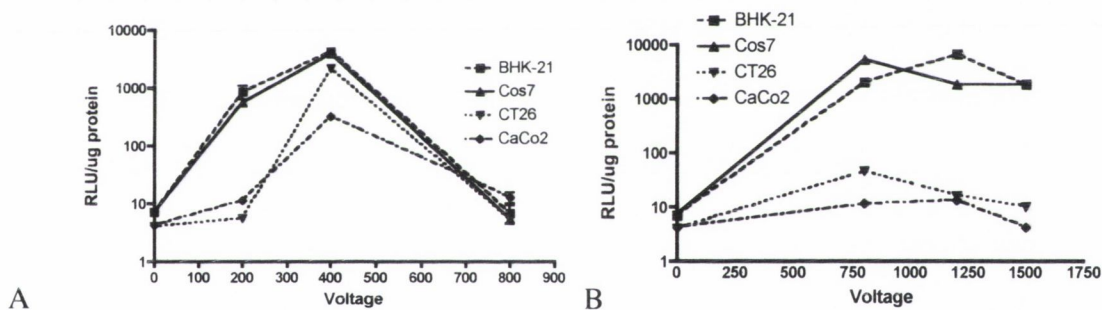 10000
1000
100
10
1
RLU/ug protein
0 100 200 300 400 500 600 700 800 900
Voltage
BHK-21
Cos7
CT26
CaCo2
A
BHK-21
Cos7
CT26
CaCo2
10000
1000
100
10
1
RLU/ug protein
0 250 500 750 1000 1250 1500 1750
Voltage
B